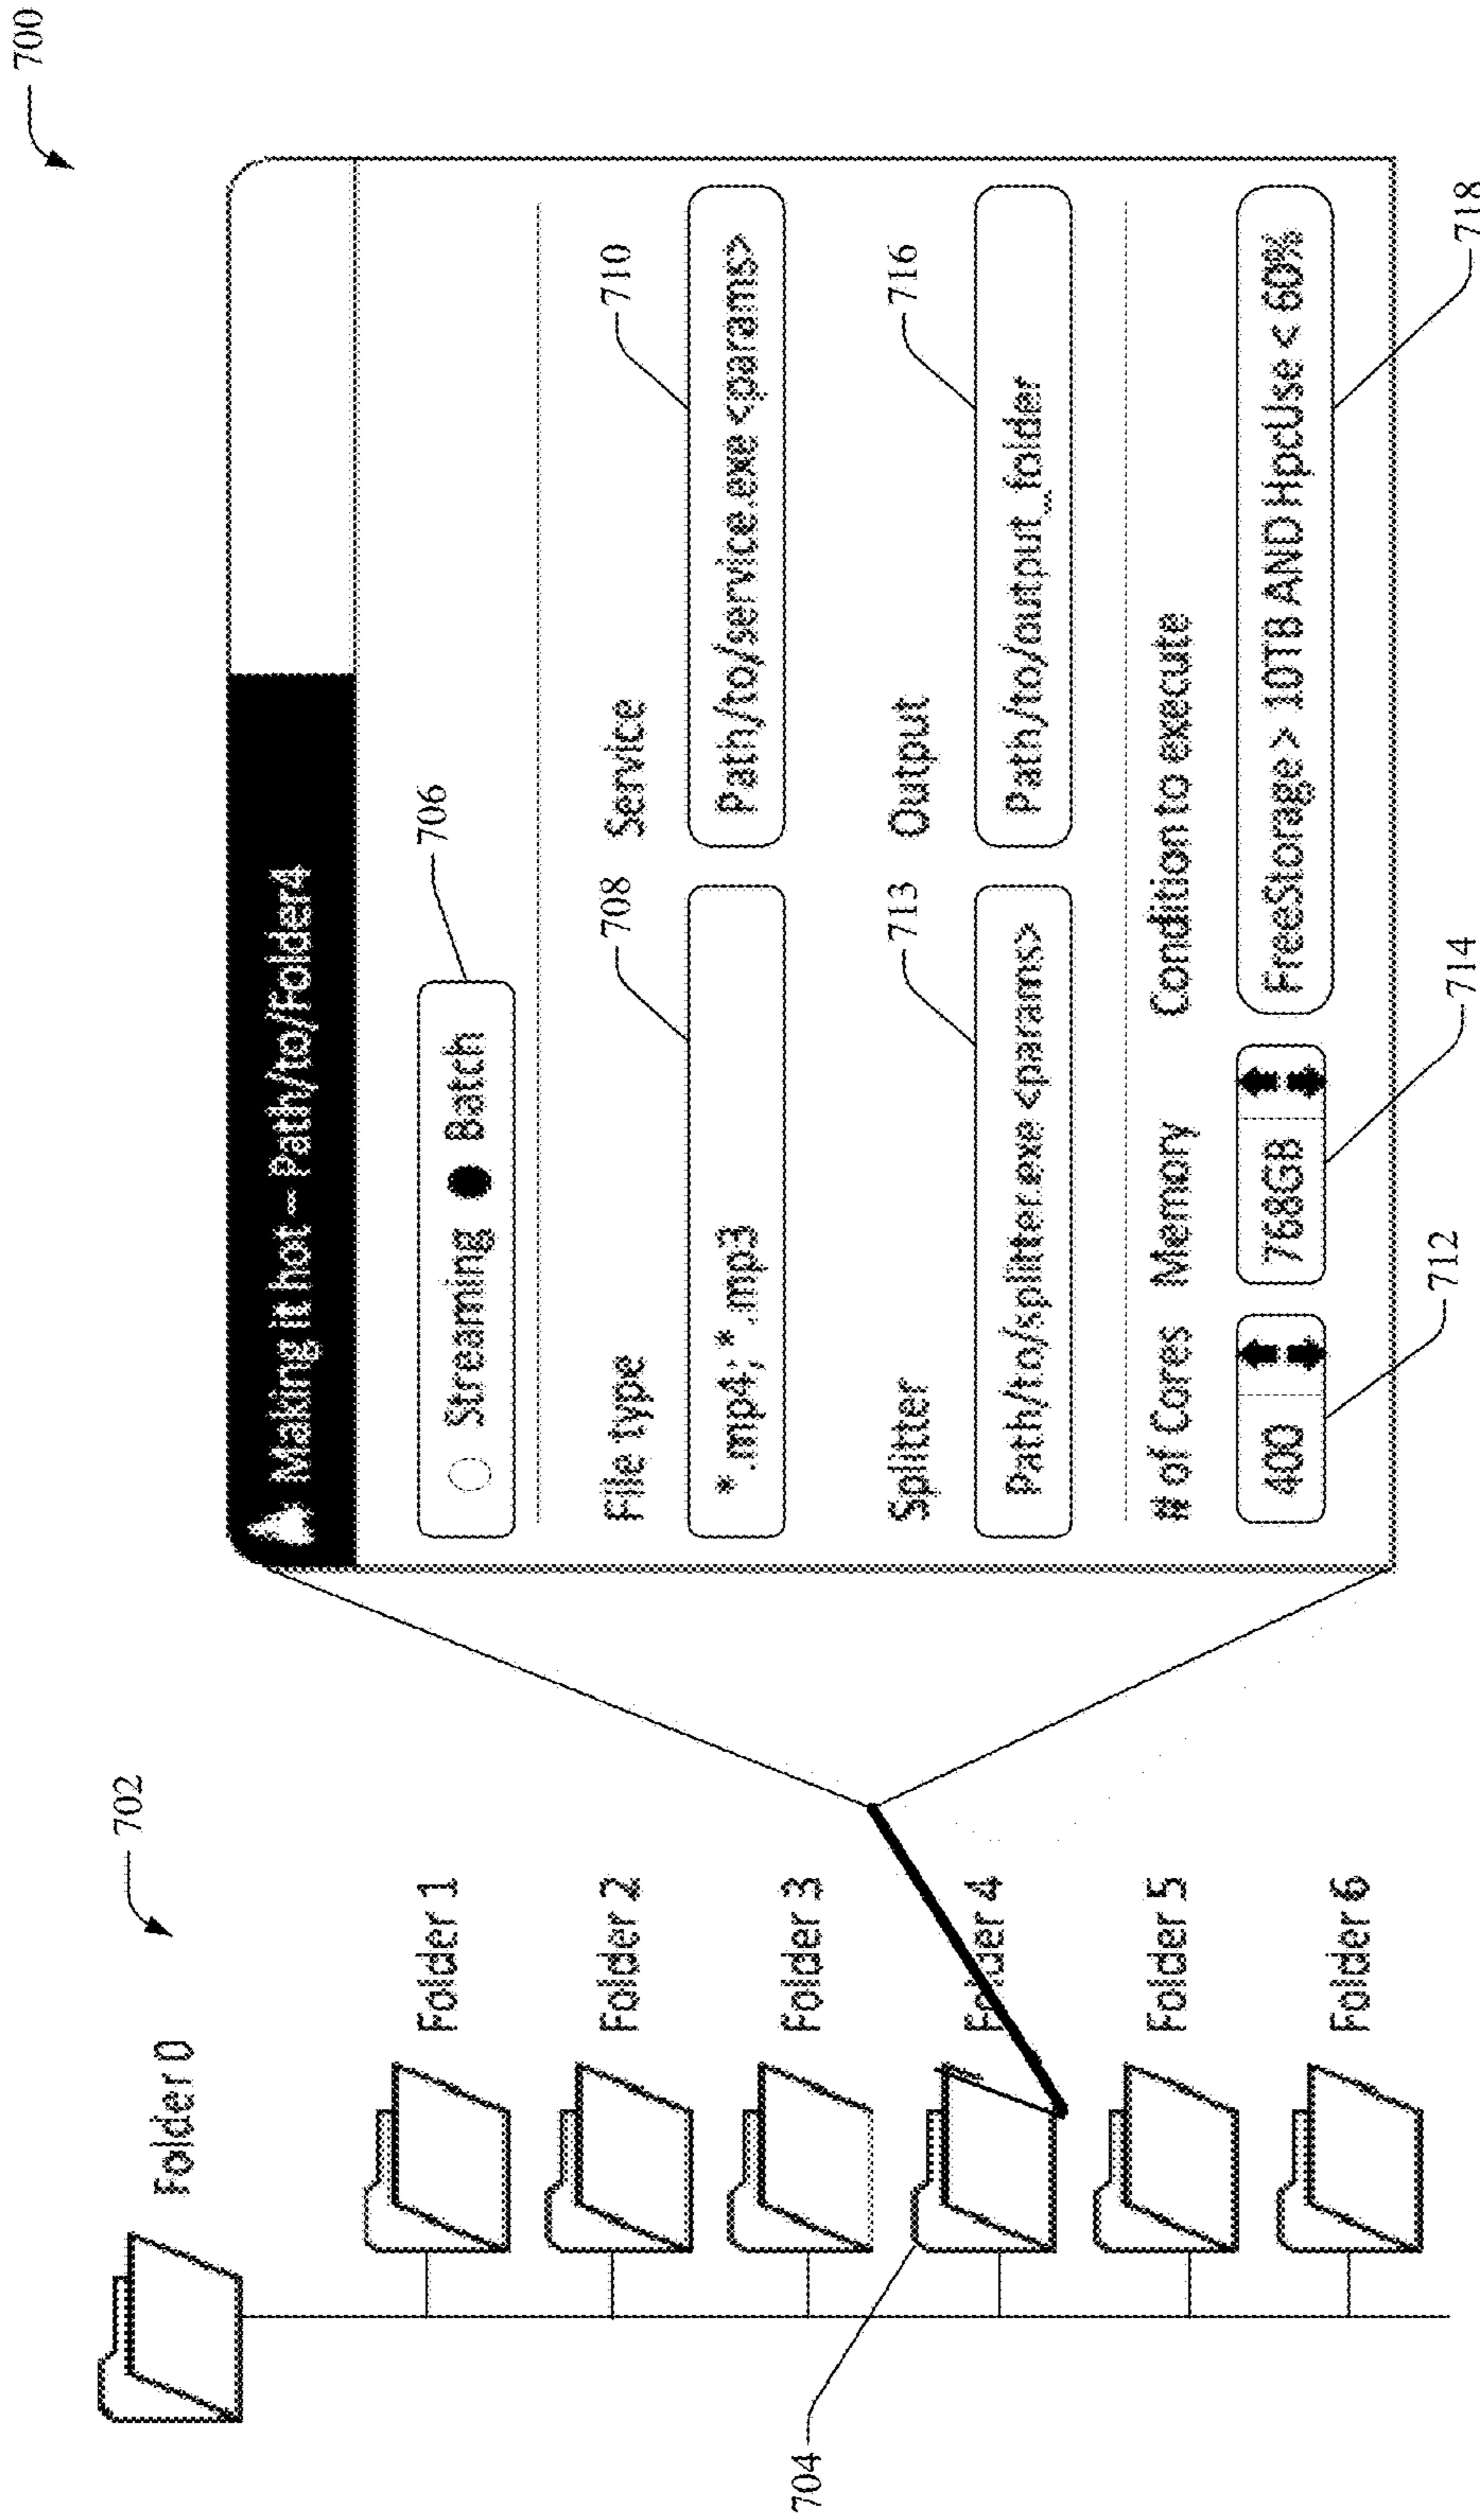 700
702
Folder 0
Folder 1
Folder 2
Folder 3
Folder 4
Folder 5
Folder 6
704
Making it hot – Path/to/Folder4
Streaming Batch
706
File type
708
*.mp4; *.mp3
Service
710
Path/to/service.exe <params>
Splitter
713
Path/to/splitter.exe <params>
Output
716
Path/to/output_folder
# of Cores Memory Condition to execute
400 768GB FreeStorage > 10TB AND HpcUse < 60%
712
714
718